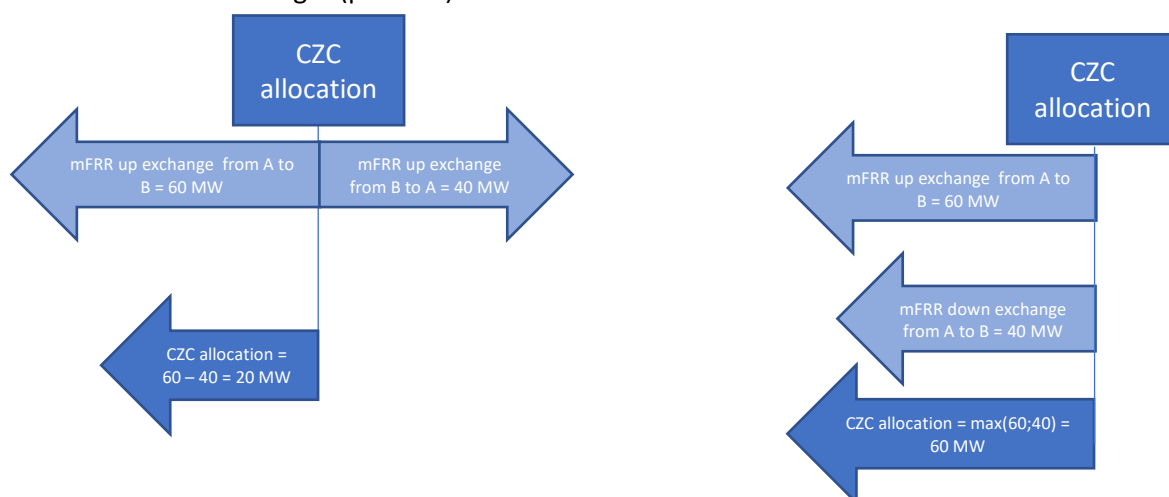 CZC
allocation
mFRR up exchange from A to
B = 60 MW
mFRR up exchange
from B to A = 40 MW
CZC allocation =
60 – 40 = 20 MW
CZC
allocation
mFRR up exchange from A to
B = 60 MW
mFRR down exchange
from A to B = 40 MW
CZC allocation = max(60;40) =
60 MW